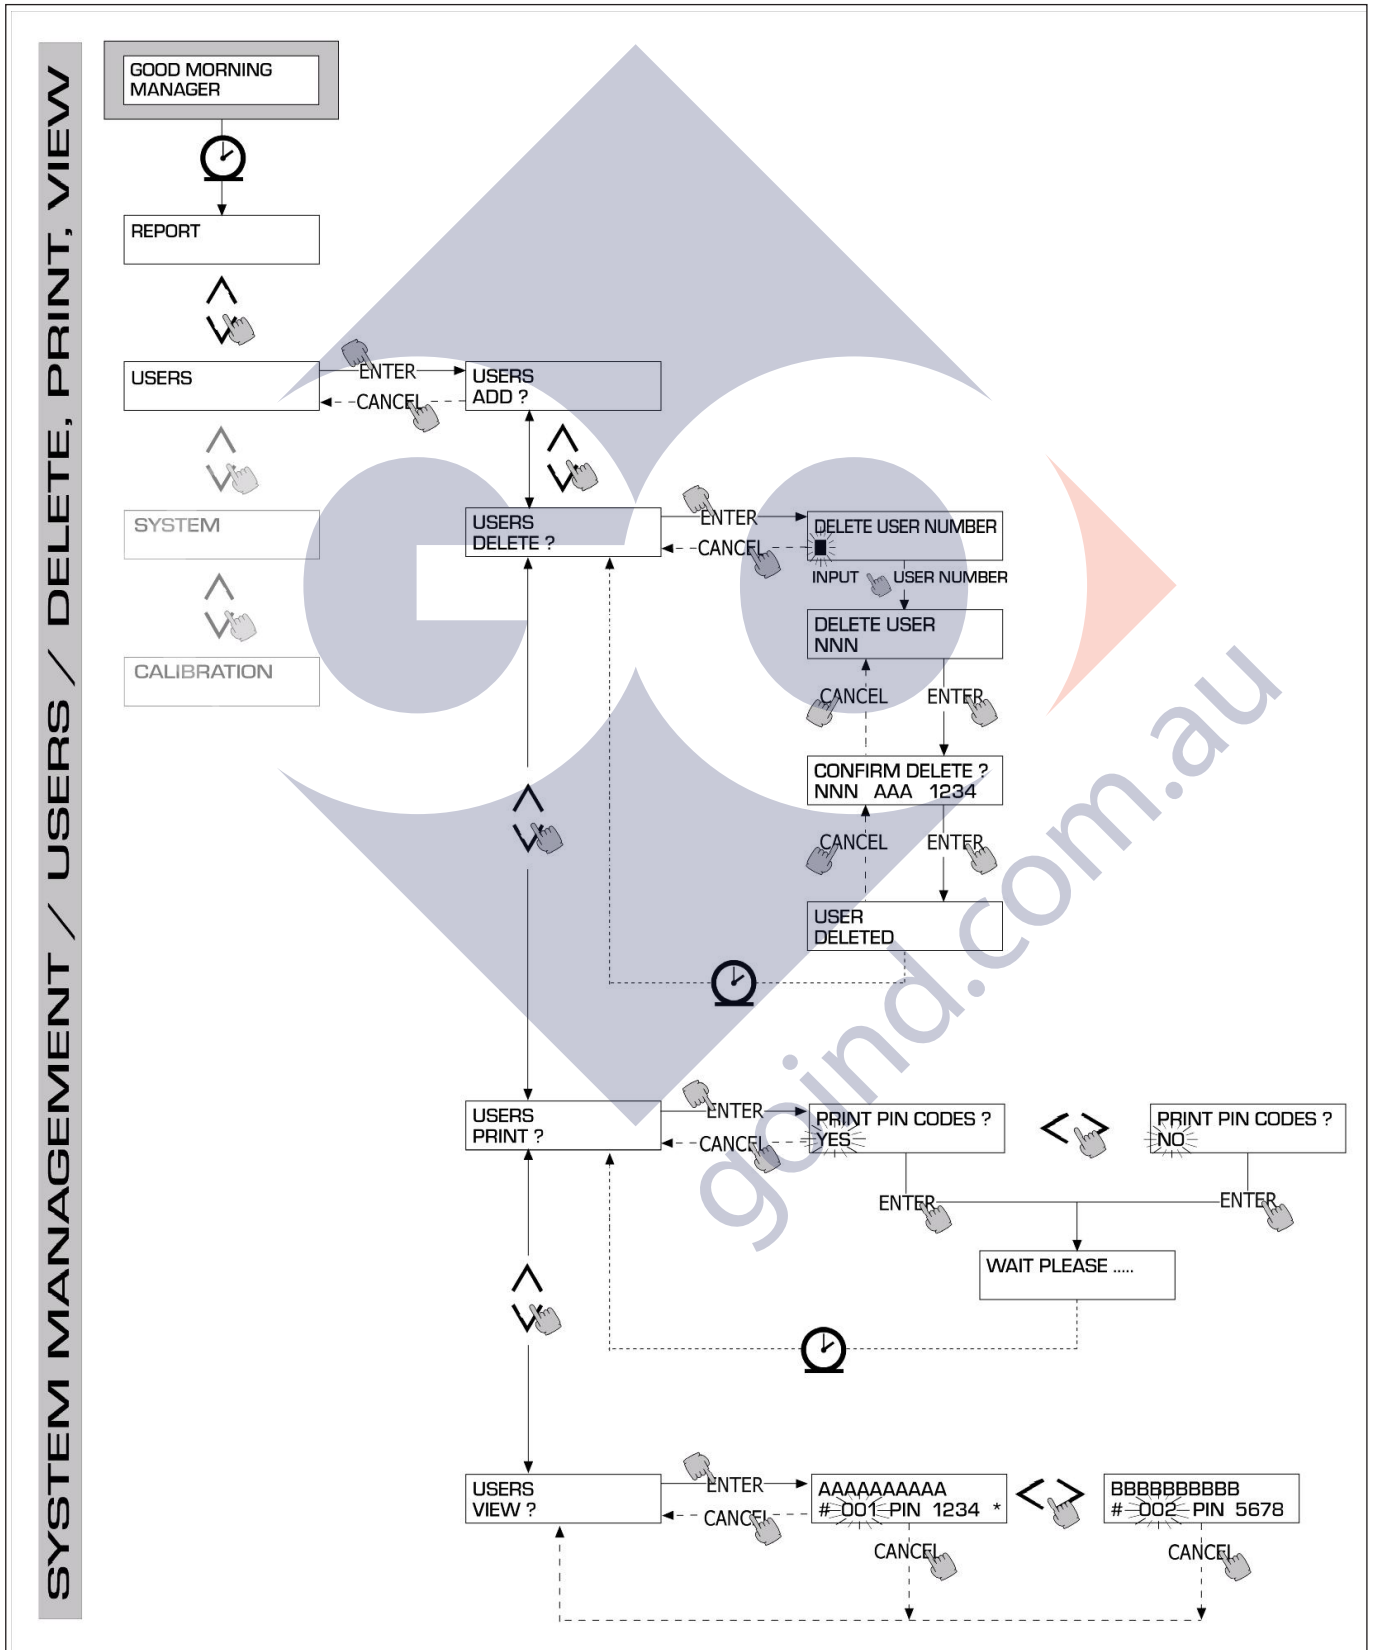 SYSTEM MANAGEMENT / USERS / DELETE, PRINT, VIEW
GOOD MORNING
MANAGER
REPORT
USERS
ENTER
CANCEL
USERS
ADD ?
SYSTEM
CALIBRATION
USERS
DELETE ?
ENTER
CANCEL
DELETE USER NUMBER
INPUT USER NUMBER
DELETE USER
NNN
CANCEL ENTER
CONFIRM DELETE ?
NNN AAA 1234
CANCEL ENTER
USER
DELETED
USERS
PRINT ?
ENTER
CANCEL
PRINT PIN CODES ?
YES
PRINT PIN CODES ?
NO
ENTER
ENTER
WAIT PLEASE .....
USERS
VIEW ?
ENTER
CANCEL
AAAAAAAAAA
# 001 PIN 1234 *
BBBBBBBBBB
# 002 PIN 5678
CANCEL
CANCEL
GO
goind.com.au